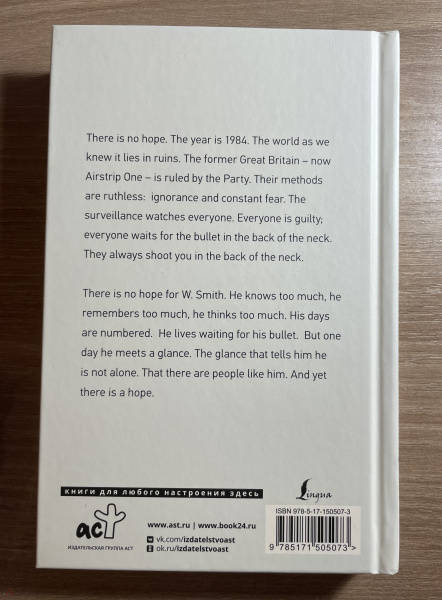 There is no hope. The year is 1984. The world as we
knew it lies in ruins. The former Great Britain – now
Airstrip One – is ruled by the Party. Their methods
are ruthless: ignorance and constant fear. The
surveillance watches everyone. Everyone is guilty;
everyone waits for the bullet in the back of the neck.
They always shoot you in the back of the neck.
There is no hope for W. Smith. He knows too much, he
remembers too much, he thinks too much. His days
are numbered. He lives waiting for his bullet. But one
day he meets a glance. The glance that tells him he
is not alone. That there are people like him. And yet
there is a hope.
книги для любого настроения здесь
аст
ИЗДАТЕЛЬСКАЯ ГРУППА АСТ
www.ast.ru | www.book24.ru
vk.com/izdatelstvoast
ok.ru/izdatelstvoast
Lingua
ISBN 978-5-17-150507-3
9785171505073>